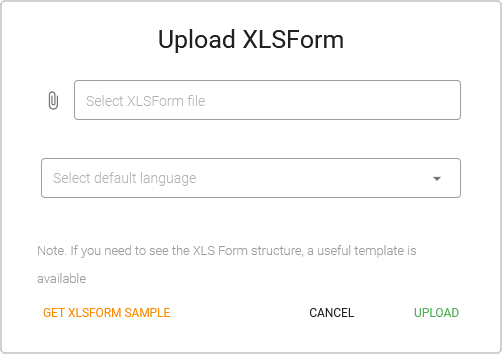 Upload XLSForm
Select XLSForm file
Select default language
Note. If you need to see the XLS Form structure, a useful template is
available
GET XLSFORM SAMPLE CANCEL UPLOAD